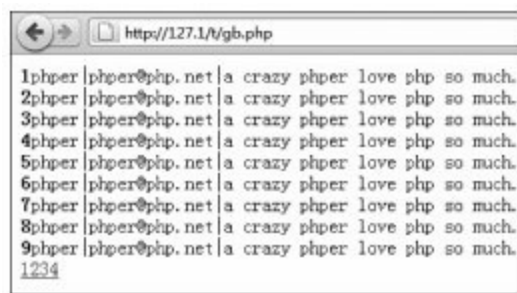 http://127.1/t/gb.php
1phper|phper@php.net|a crazy phper love php so much.
2phper|phper@php.net|a crazy phper love php so much.
3phper|phper@php.net|a crazy phper love php so much.
4phper|phper@php.net|a crazy phper love php so much.
5phper|phper@php.net|a crazy phper love php so much.
6phper|phper@php.net|a crazy phper love php so much.
7phper|phper@php.net|a crazy phper love php so much.
8phper|phper@php.net|a crazy phper love php so much.
9phper|phper@php.net|a crazy phper love php so much.
1234